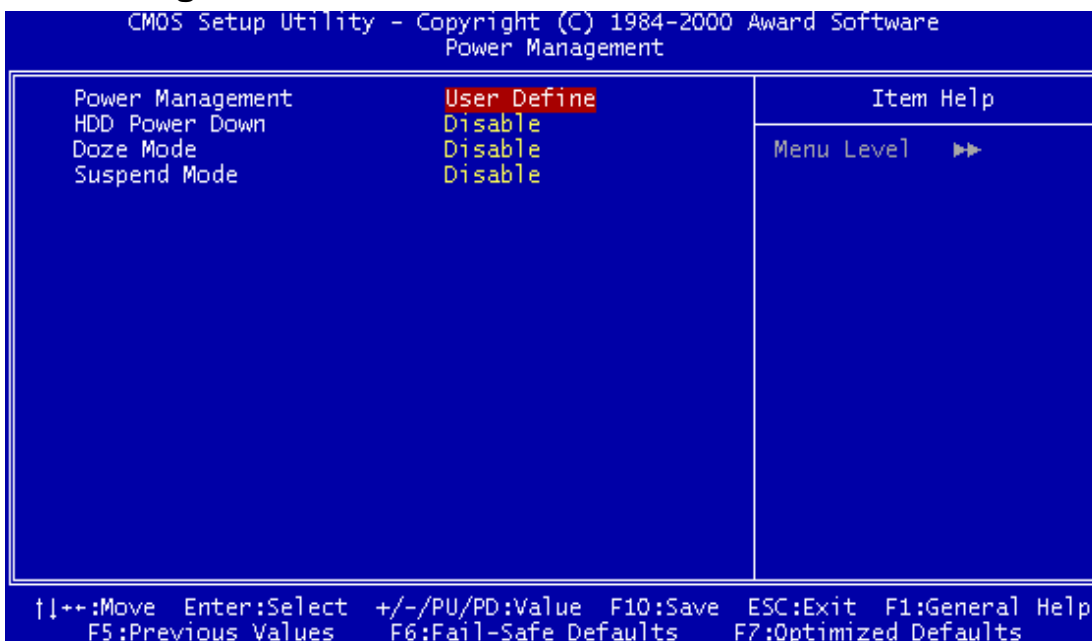 CMOS Setup Utility – Copyright (C) 1984–2000 Award Software
Power Management
Power Management User Define
HDD Power Down Disable
Doze Mode Disable
Suspend Mode Disable
Item Help
Menu Level ▶▶
↑↓←→:Move Enter:Select +/-/PU/PD:Value F10:Save ESC:Exit F1:General Help
F5:Previous Values F6:Fail-Safe Defaults F7:Optimized Defaults